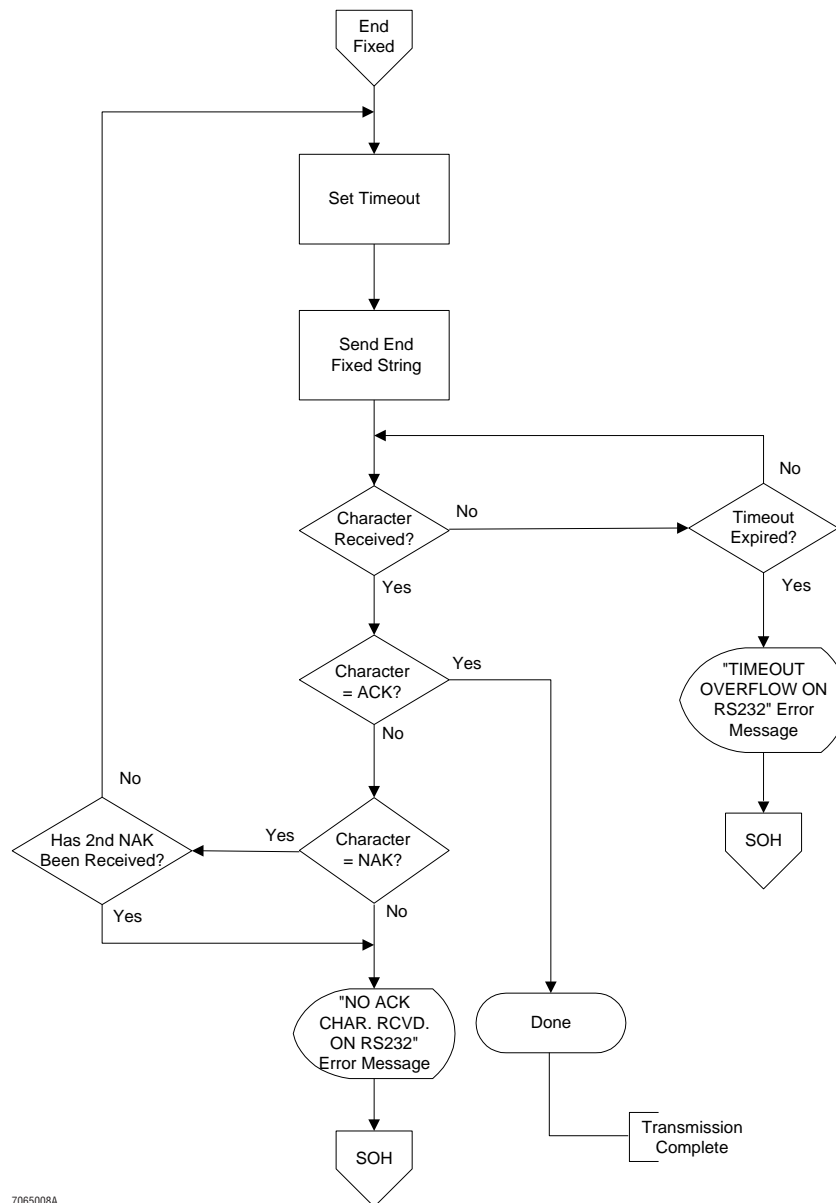 End
Fixed
Set Timeout
Send End
Fixed String
No
Character
Received?
No
Timeout
Expired?
Yes
Yes
Character
= ACK?
Yes
"TIMEOUT
OVERFLOW ON
RS232" Error
Message
No
No
Has 2nd NAK
Been Received?
Yes
Character
= NAK?
SOH
Yes
No
"NO ACK
CHAR. RCVD.
ON RS232"
Error Message
Done
Transmission
Complete
SOH
7065008A